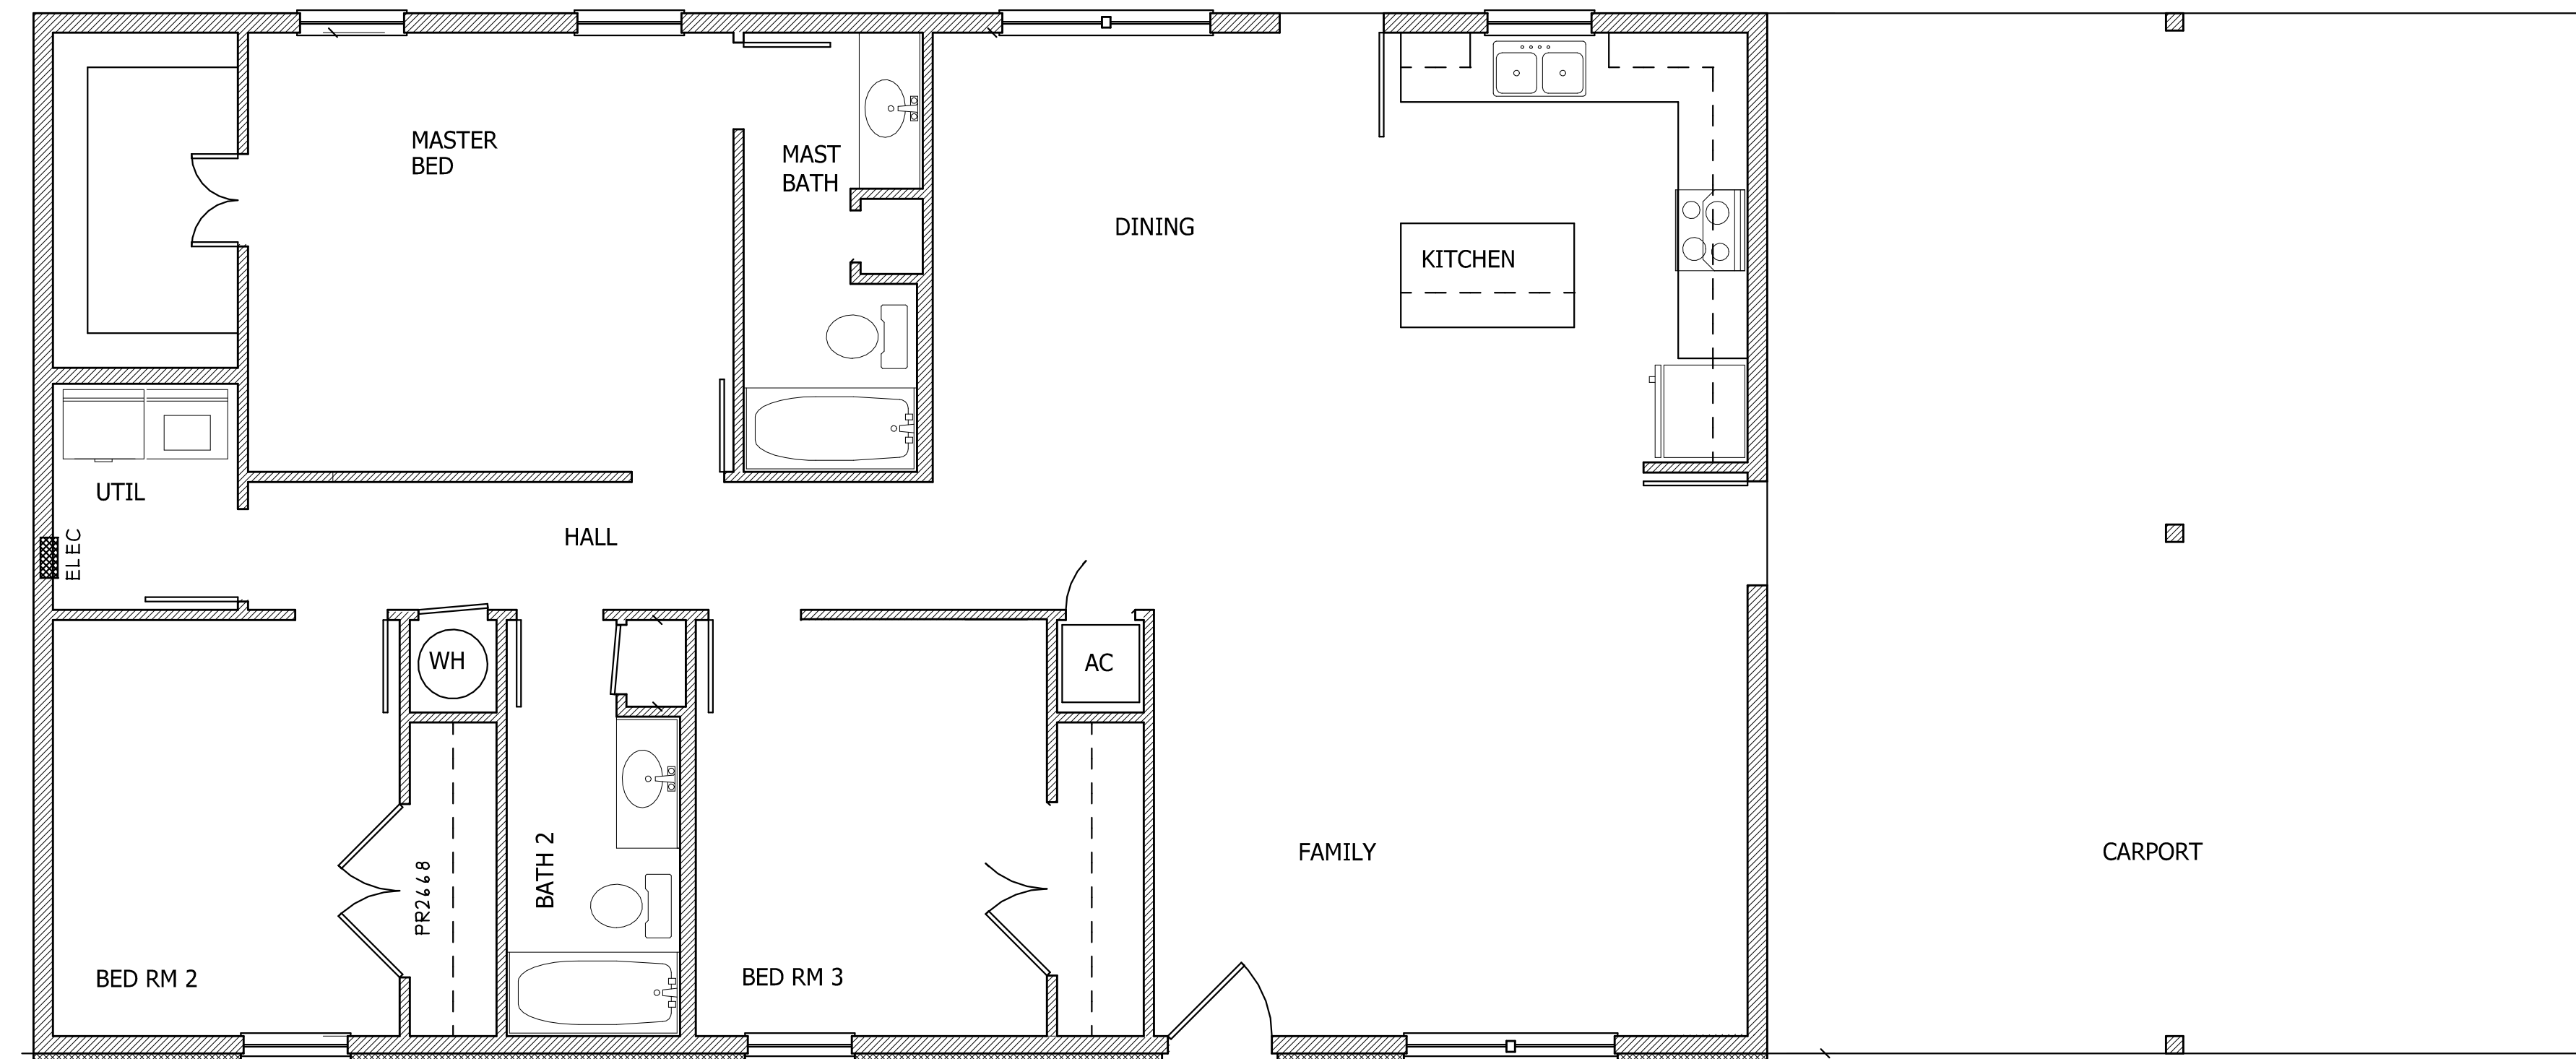 MASTER
BED
MAST
BATH
DINING
KITCHEN
UTIL
ELEC
HALL
WH
AC
PR2668
BATH 2
BED RM 2
BED RM 3
FAMILY
CARPORT